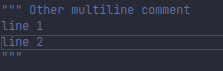 """ Other multiline comment
line 1
line 2
"""